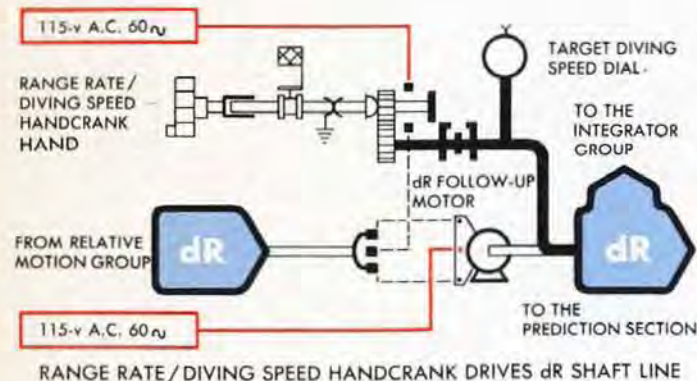 115-v A.C. 60∿
RANGE RATE/
DIVING SPEED
HANDCRANK
HAND
TARGET DIVING
SPEED DIAL.
TO THE
INTEGRATOR
GROUP
dR FOLLOW-UP
MOTOR
FROM RELATIVE
MOTION GROUP
dR
dR
115-v A.C. 60∿
TO THE
PREDICTION SECTION
RANGE RATE/DIVING SPEED HANDCRANK DRIVES dR SHAFT LINE